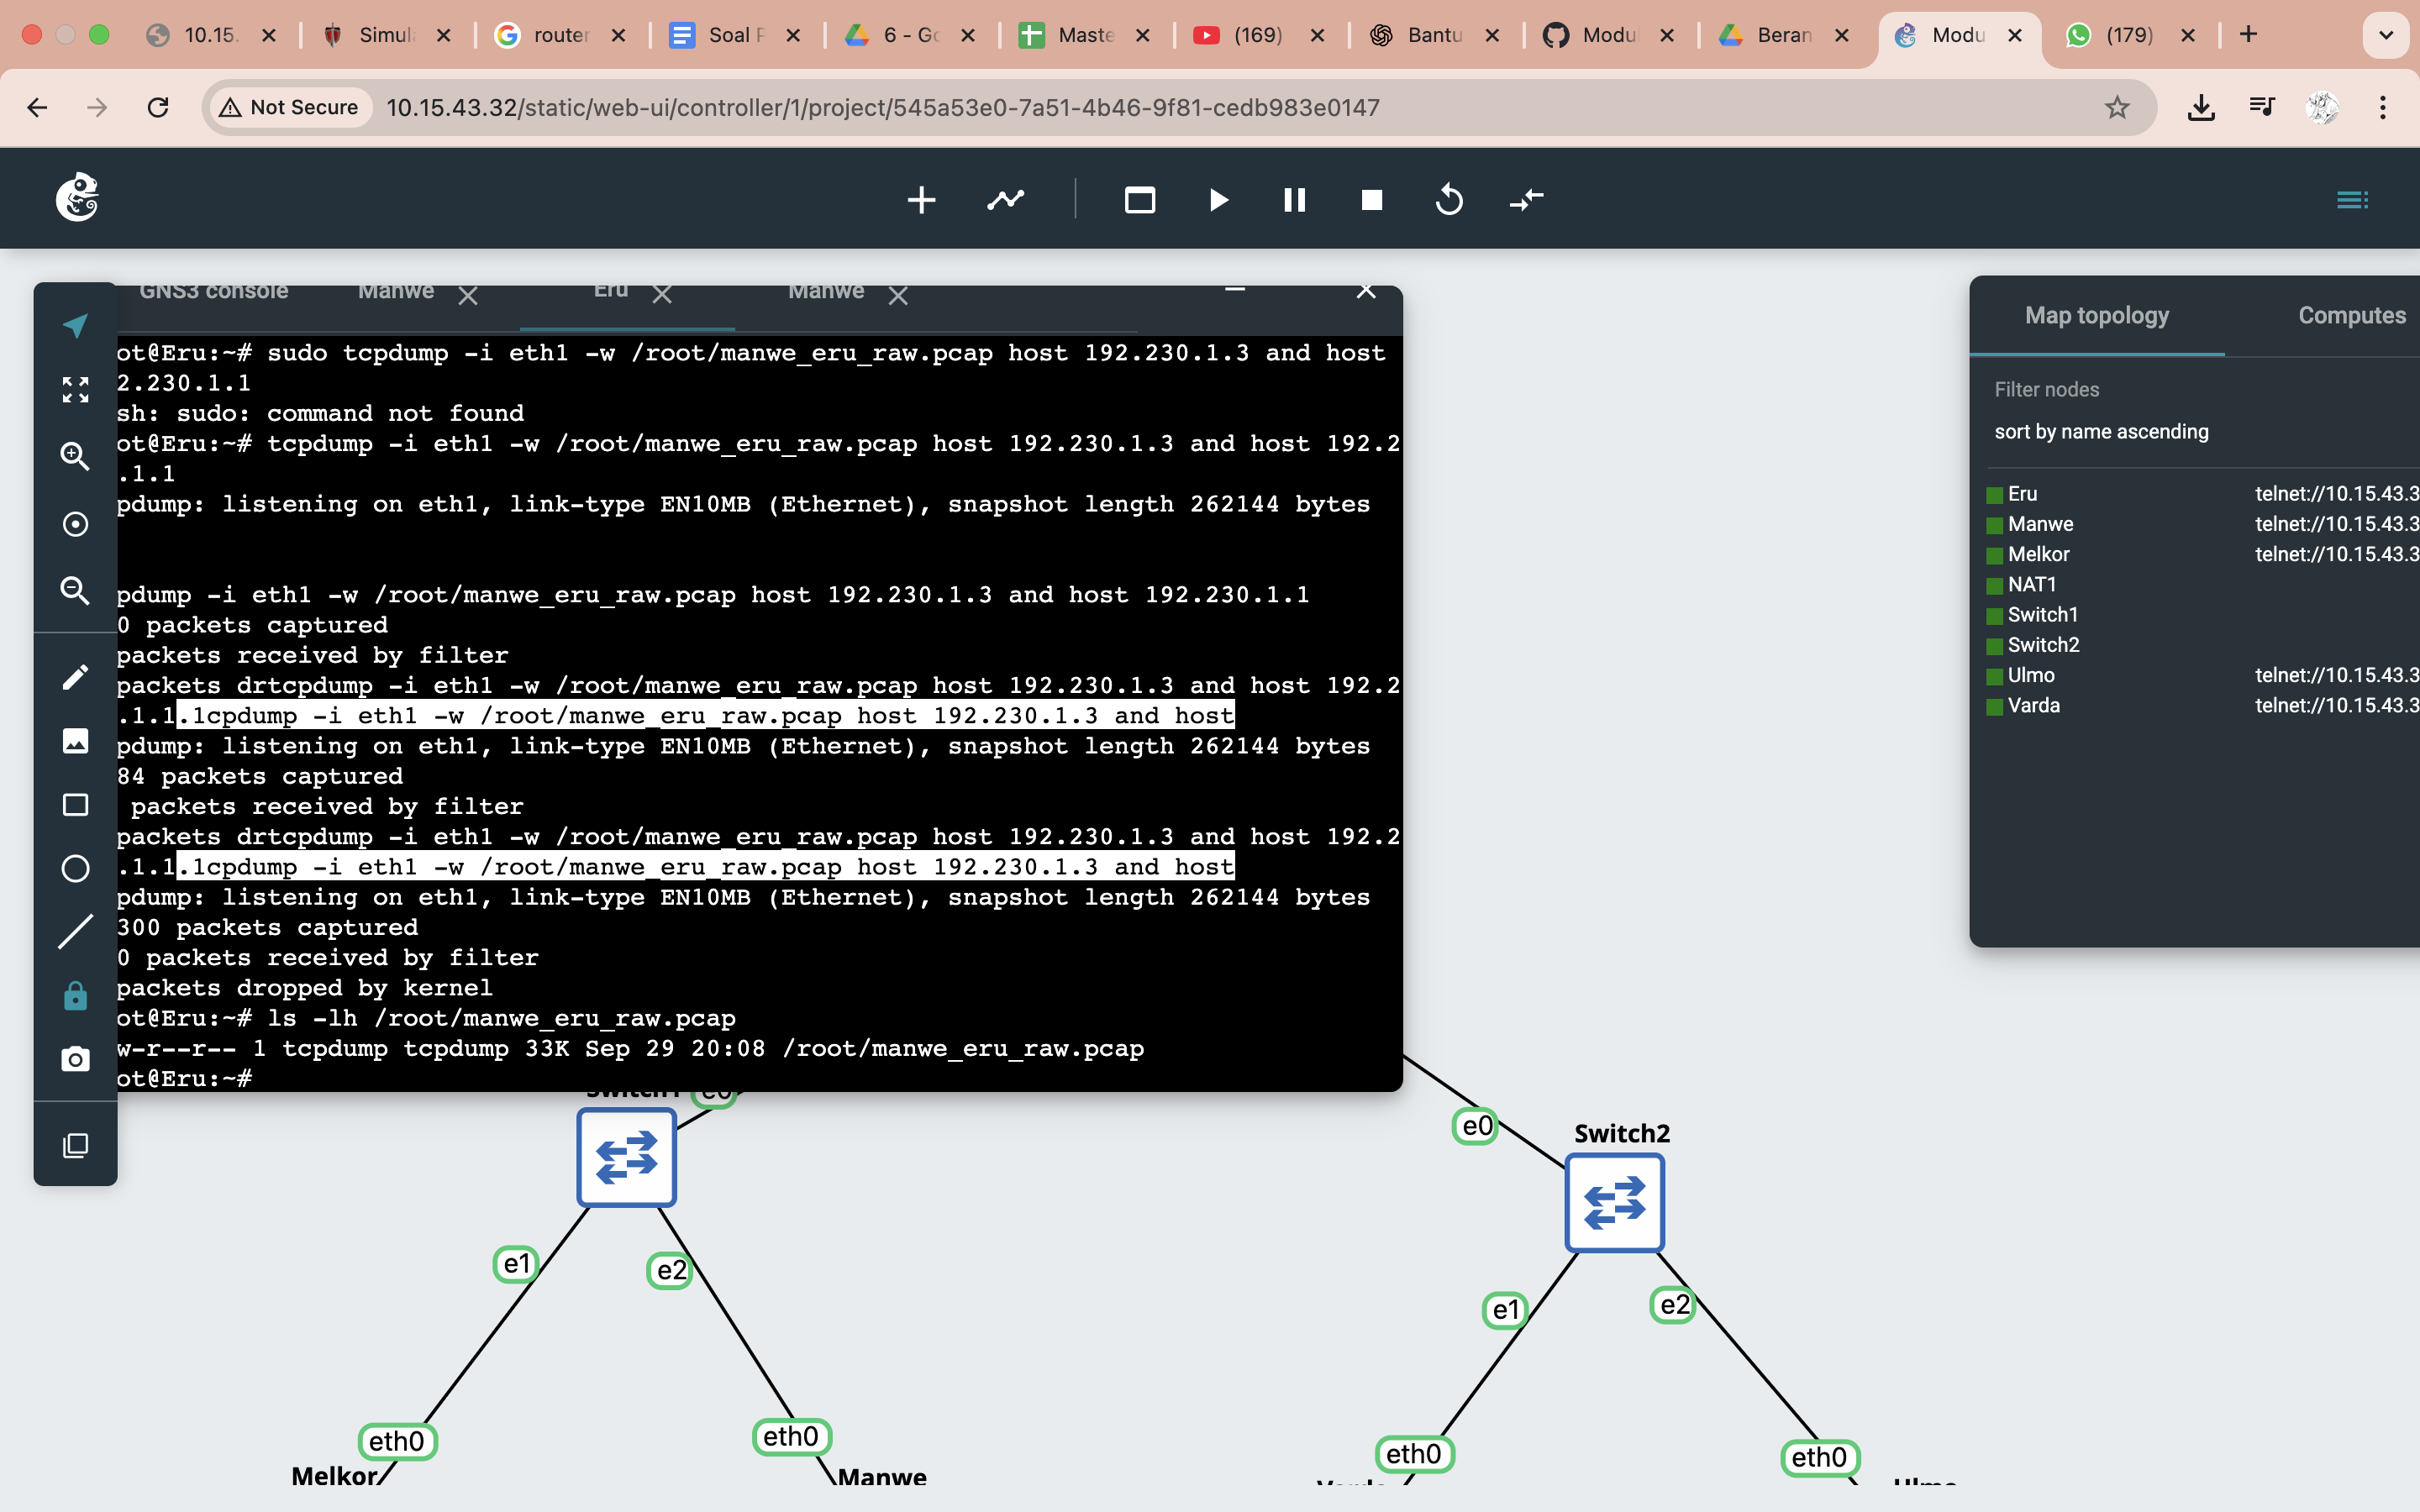 10.15.
Simul
router
Soal P
6 - Go
Maste
(169)
Bantu
Modu
Beran
Modu
(179)
Not Secure
10.15.43.32/static/web-ui/controller/1/project/545a53e0-7a51-4b46-9f81-cedb983e0147
GNS3 console
Manwe
Eru
Manwe
ot@Eru:~# sudo tcpdump -i eth1 -w /root/manwe_eru_raw.pcap host 192.230.1.3 and host
2.230.1.1
sh: sudo: command not found
ot@Eru:~# tcpdump -i eth1 -w /root/manwe_eru_raw.pcap host 192.230.1.3 and host 192.2
.1.1
pdump: listening on eth1, link-type EN10MB (Ethernet), snapshot length 262144 bytes
pdump -i eth1 -w /root/manwe_eru_raw.pcap host 192.230.1.3 and host 192.230.1.1
0 packets captured
packets received by filter
packets drtcpdump -i eth1 -w /root/manwe_eru_raw.pcap host 192.230.1.3 and host 192.2
.1.1.1cpdump -i eth1 -w /root/manwe_eru_raw.pcap host 192.230.1.3 and host
pdump: listening on eth1, link-type EN10MB (Ethernet), snapshot length 262144 bytes
84 packets captured
packets received by filter
packets drtcpdump -i eth1 -w /root/manwe_eru_raw.pcap host 192.230.1.3 and host 192.2
.1.1.1cpdump -i eth1 -w /root/manwe_eru_raw.pcap host 192.230.1.3 and host
pdump: listening on eth1, link-type EN10MB (Ethernet), snapshot length 262144 bytes
300 packets captured
0 packets received by filter
packets dropped by kernel
ot@Eru:~# ls -lh /root/manwe_eru_raw.pcap
w-r--r-- 1 tcpdump tcpdump 33K Sep 29 20:08 /root/manwe_eru_raw.pcap
ot@Eru:~#
Map topology
Computes
Filter nodes
sort by name ascending
Eru telnet://10.15.43.3
Manwe telnet://10.15.43.3
Melkor telnet://10.15.43.3
NAT1
Switch1
Switch2
Ulmo telnet://10.15.43.3
Varda telnet://10.15.43.3
Switch1
e0
e0
Switch2
e1
e2
e1
e2
eth0
eth0
eth0
eth0
Melkor
Manwe
Varda
Ulmo